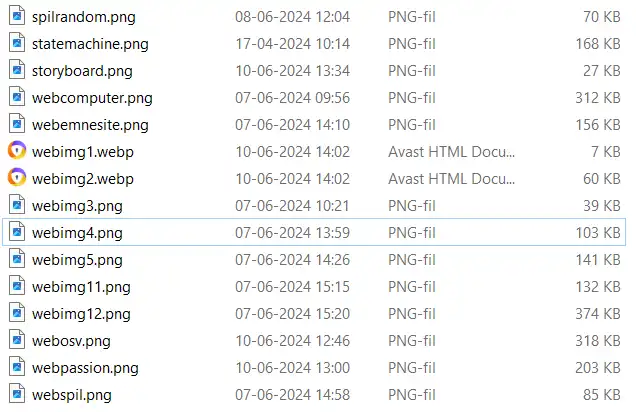 spilrandom.png 08-06-2024 12:04 PNG-fil 70 KB
statemachine.png 17-04-2024 10:14 PNG-fil 168 KB
storyboard.png 10-06-2024 13:34 PNG-fil 27 KB
webcomputer.png 07-06-2024 09:56 PNG-fil 312 KB
webemnesite.png 07-06-2024 14:10 PNG-fil 156 KB
webimg1.webp 10-06-2024 14:02 Avast HTML Docu... 7 KB
webimg2.webp 10-06-2024 14:02 Avast HTML Docu... 60 KB
webimg3.png 07-06-2024 10:21 PNG-fil 39 KB
webimg4.png 07-06-2024 13:59 PNG-fil 103 KB
webimg5.png 07-06-2024 14:26 PNG-fil 141 KB
webimg11.png 07-06-2024 15:15 PNG-fil 132 KB
webimg12.png 07-06-2024 15:20 PNG-fil 374 KB
webosv.png 10-06-2024 12:46 PNG-fil 318 KB
webpassion.png 10-06-2024 13:00 PNG-fil 203 KB
webspil.png 07-06-2024 14:58 PNG-fil 85 KB